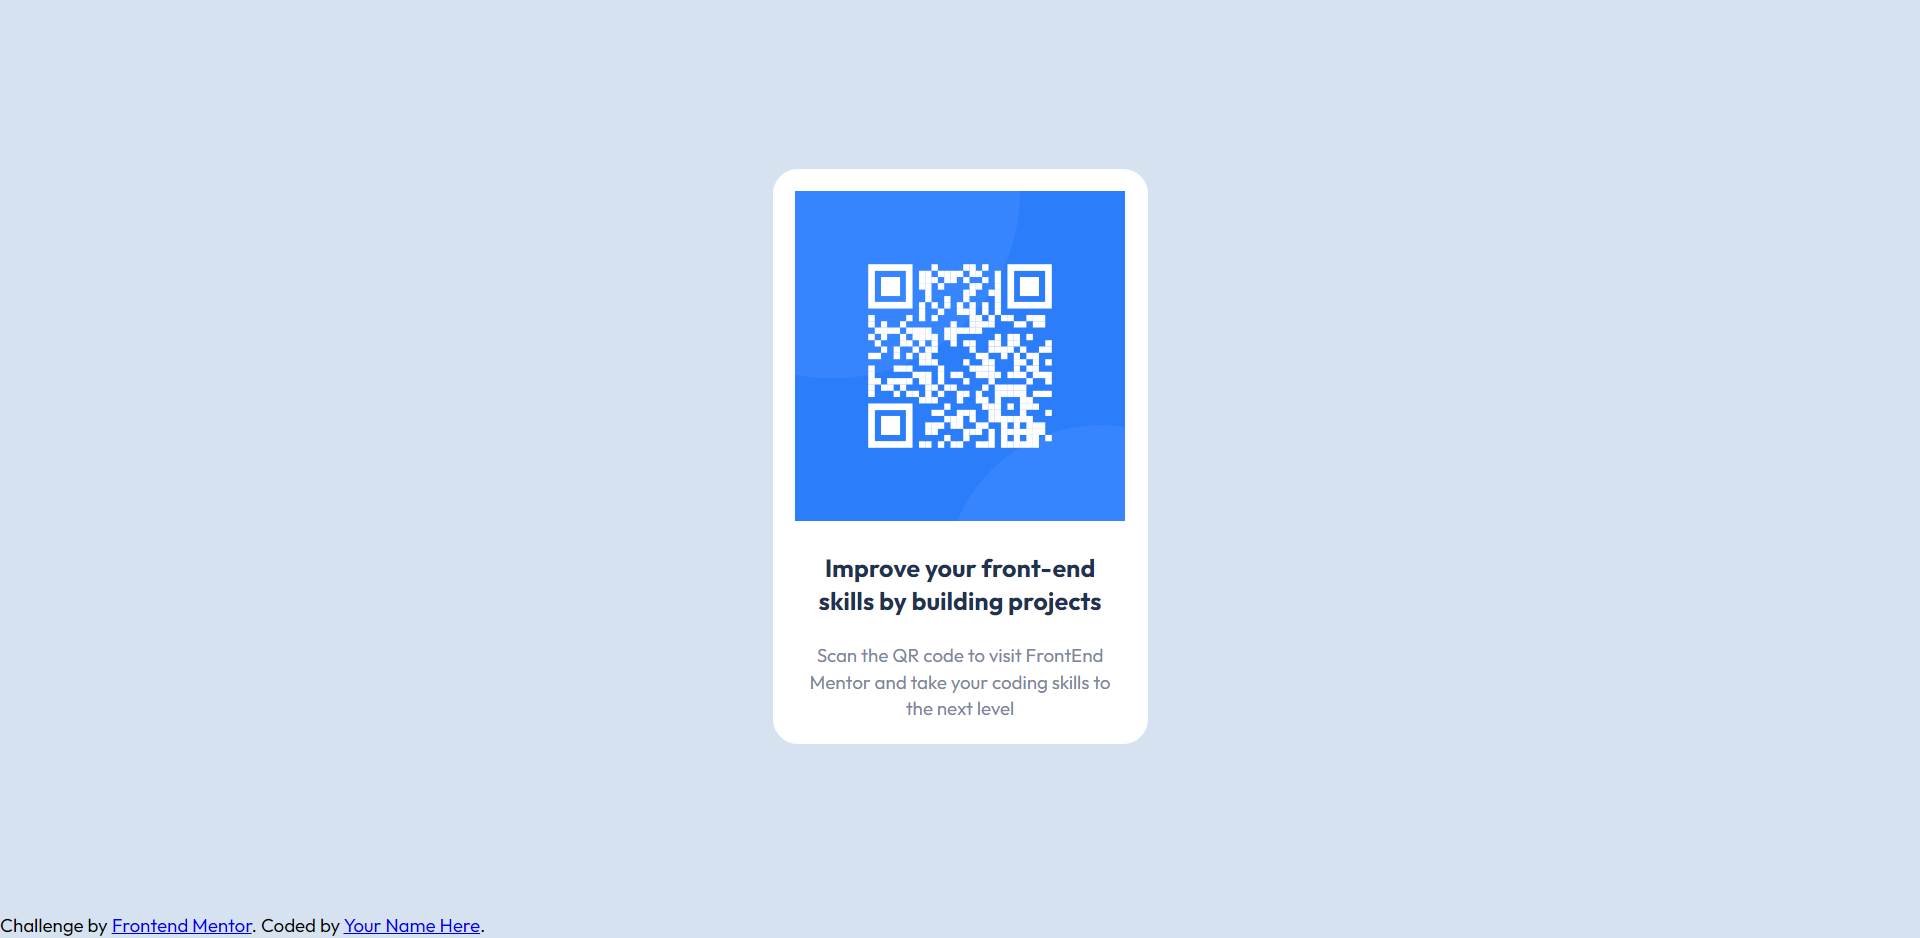 Improve your front-end
skills by building projects
Scan the QR code to visit FrontEnd
Mentor and take your coding skills to
the next level
Challenge by Frontend Mentor. Coded by Your Name Here.